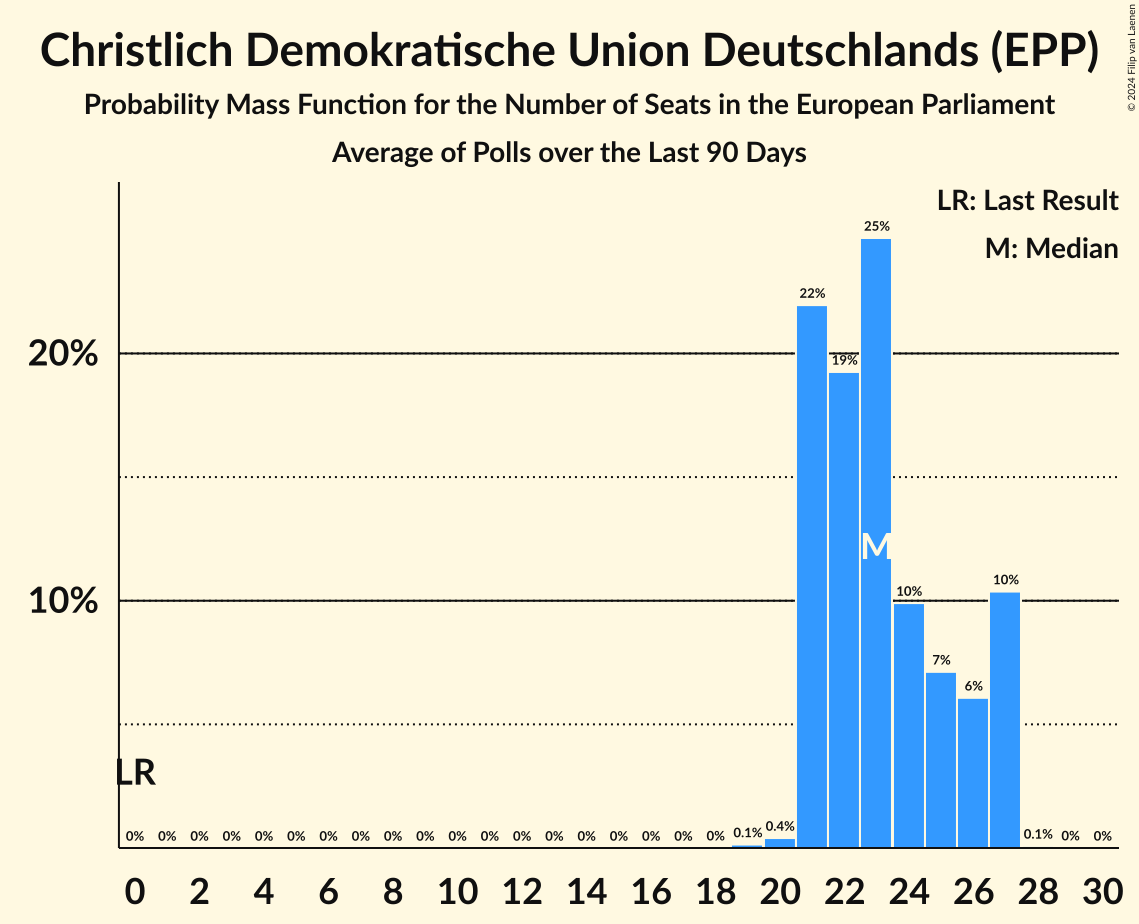 Christlich Demokratische Union Deutschlands (EPP)
Probability Mass Function for the Number of Seats in the European Parliament
Average of Polls over the Last 90 Days
© 2024 Filip van Laenen
LR: Last Result
M: Median
20%
10%
25%
22%
19%
M
10%
10%
7%
6%
LR
0% 0% 0% 0% 0% 0% 0% 0% 0% 0% 0% 0% 0% 0% 0% 0% 0% 0% 0% 0.1% 0.4% 0.1% 0% 0%
0 2 4 6 8 10 12 14 16 18 20 22 24 26 28 30